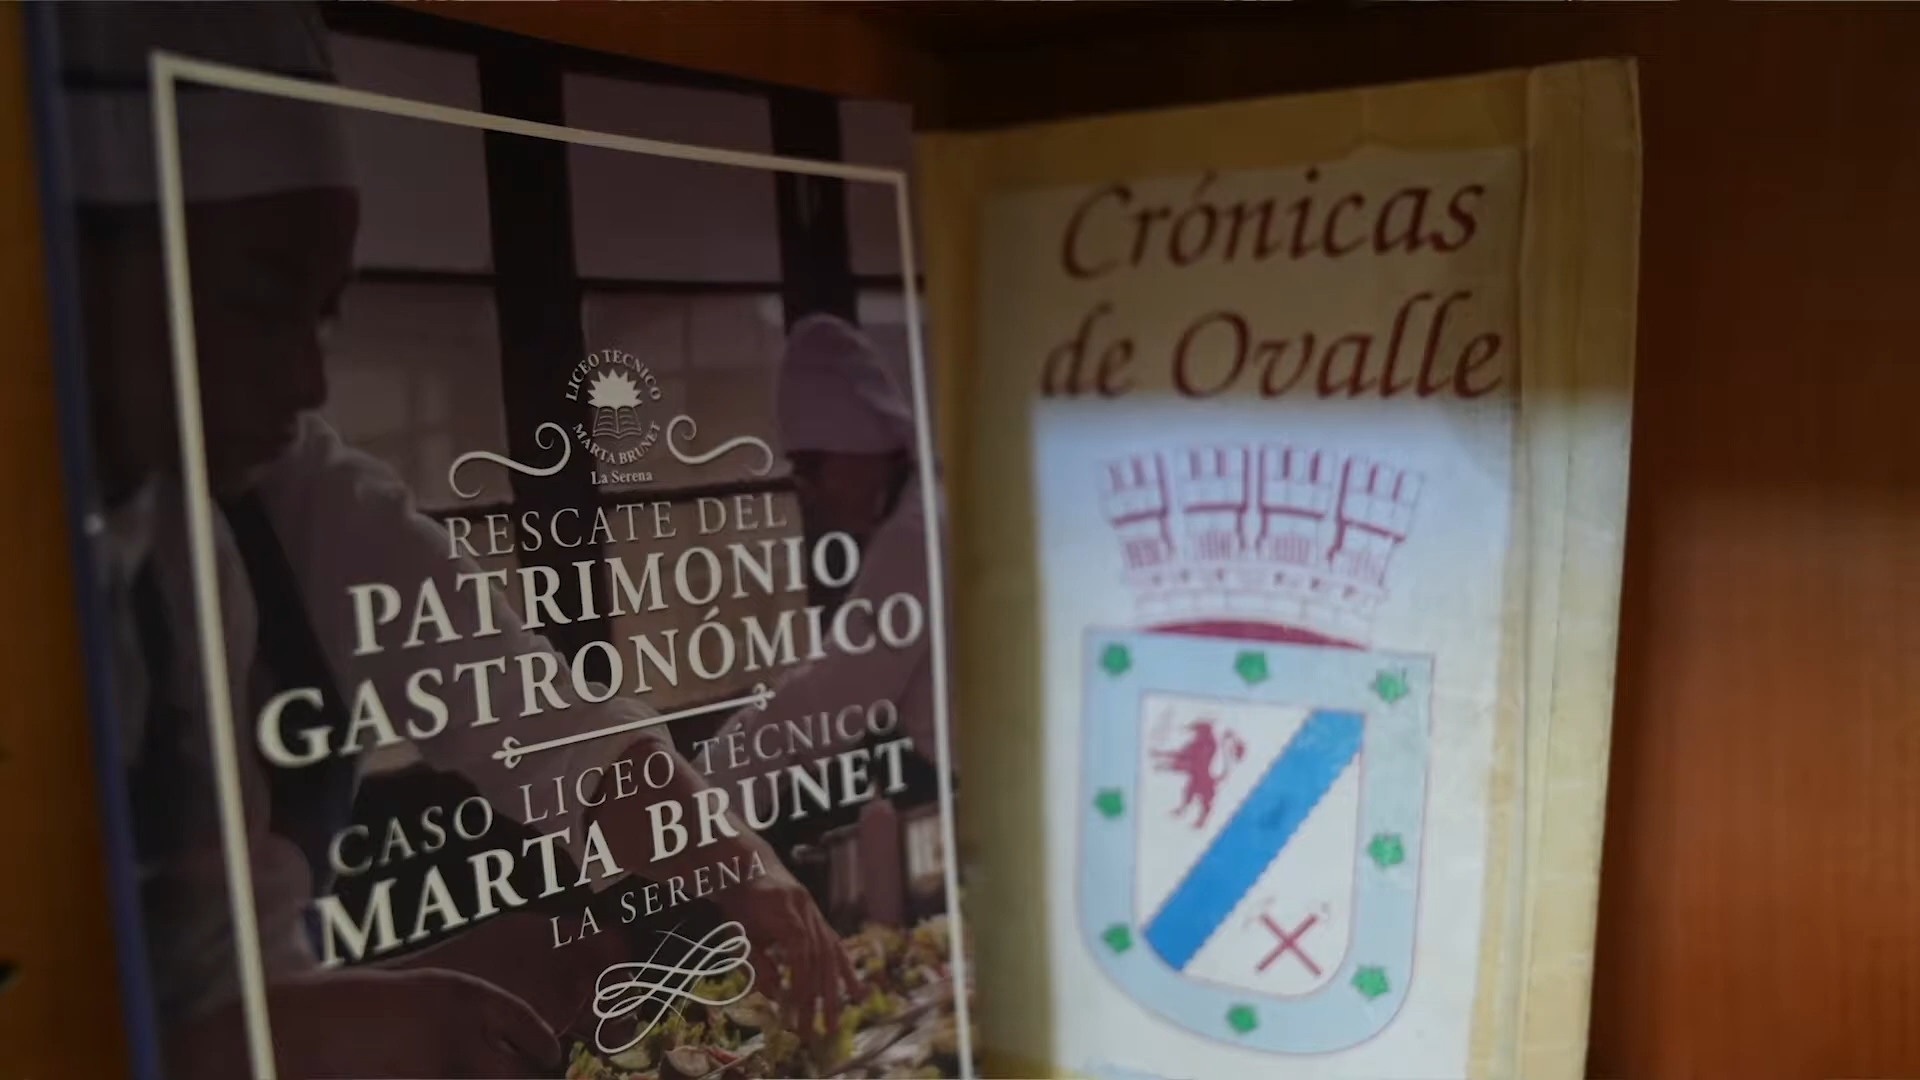 LICEO TECNICO
MARTA BRUNET
La Serena
RESCATE DEL
PATRIMONIO
GASTRONÓMICO
CASO LICEO TÉCNICO
MARTA BRUNET
LA SERENA
Crónicas
de Ovalle